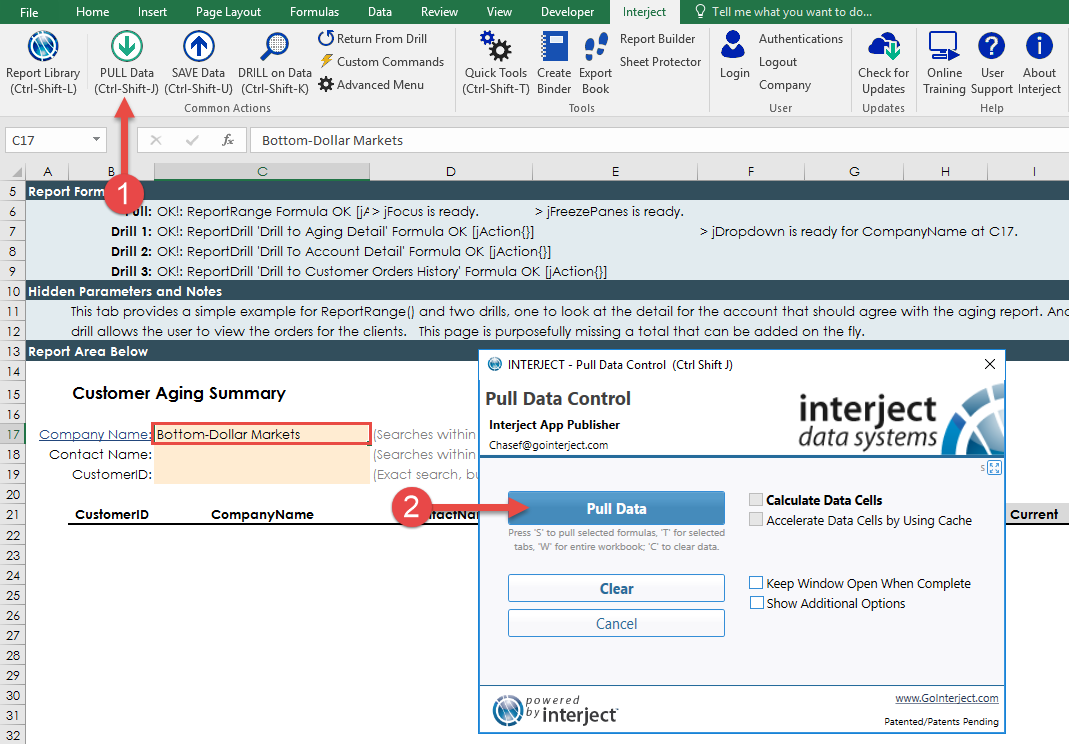 File Home Insert Page Layout Formulas Data Review View Developer Interject Tell me what you want to do...
Report Library (Ctrl-Shift-L)
PULL Data (Ctrl-Shift-J)
SAVE Data (Ctrl-Shift-U)
DRILL on Data (Ctrl-Shift-K)
Return From Drill
Custom Commands
Advanced Menu
Common Actions
Quick Tools (Ctrl-Shift-T)
Create Binder
Export Book
Report Builder
Sheet Protector
Tools
Login
Authentications
Logout
Company
User
Check for Updates
Updates
Online Training
User Support
About Interject
Help
C17 fx Bottom-Dollar Markets
A B C D E F G H I
1
5 Report Form
6 Pull: OK!: ReportRange Formula OK [jA > jFocus is ready. > jFreezePanes is ready.
7 Drill 1: OK!: ReportDrill 'Drill to Aging Detail' Formula OK [jAction{}] > jDropdown is ready for CompanyName at C17.
8 Drill 2: OK!: ReportDrill 'Drill To Account Detail' Formula OK [jAction{}]
9 Drill 3: OK!: ReportDrill 'Drill to Customer Orders History' Formula OK [jAction{}]
10 Hidden Parameters and Notes
11 This tab provides a simple example for ReportRange() and two drills, one to look at the detail for the account that should agree with the aging report. And
12 drill allows the user to view the orders for the clients. This page is purposefully missing a total that can be added on the fly.
13 Report Area Below
14
15 Customer Aging Summary
16
17 Company Name: Bottom-Dollar Markets (Searches within
18 Contact Name: (Searches within
19 CustomerID: (Exact search, bu
20
21 CustomerID CompanyName ntactNam Current
22
23
24
25
26
27
28
29
30
31
32
INTERJECT - Pull Data Control (Ctrl Shift J)
Pull Data Control
Interject App Publisher
Chasef@gointerject.com
interject
data systems
S
2
Pull Data
Press 'S' to pull selected formulas, 'T' for selected
tabs, 'W' for entire workbook; 'C' to clear data.
Clear
Cancel
Calculate Data Cells
Accelerate Data Cells by Using Cache
Keep Window Open When Complete
Show Additional Options
powered
by interject
www.GoInterject.com
Patented/Patents Pending